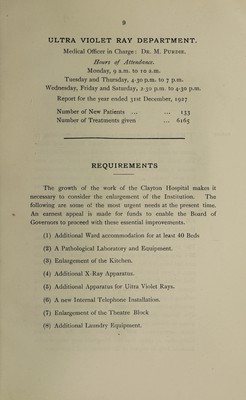 9
ULTRA VIOLET RAY DEPARTMENT.
Medical Officer in Charge: DR. M. PURSER.
Hours of Attendance.
Monday, 9 a.m. to 10 a.m.
Tuesday and Thursday, 4-30 p.m. to 7 p.m.
Wednesday, Friday and Saturday, 2-30 p.m. to 4-30 p.m.
Report for the year ended 31st December, 1927
Number of New Patients ... ... 133
Number of Treatments given ... 6165
REQUIREMENTS
The growth of the work of the Clayton Hospital makes it
necessary to consider the enlargement of the Institution. The
following are some of the most urgent needs at the present time.
An earnest appeal is made for funds to enable the Board of
Governors to proceed with these essential improvements.
(1) Additional Ward accommodation for at least 40 Beds
(2) A Pathological Laboratory and Equipment.
(3) Enlargement of the Kitchen.
(4) Additional X-Ray Apparatus.
(5) Additional Apparatus for Ultra Violet Rays.
(6) A new Internal Telephone Installation.
(7) Enlargement of the Theatre Block
(8) Additional Laundry Equipment.